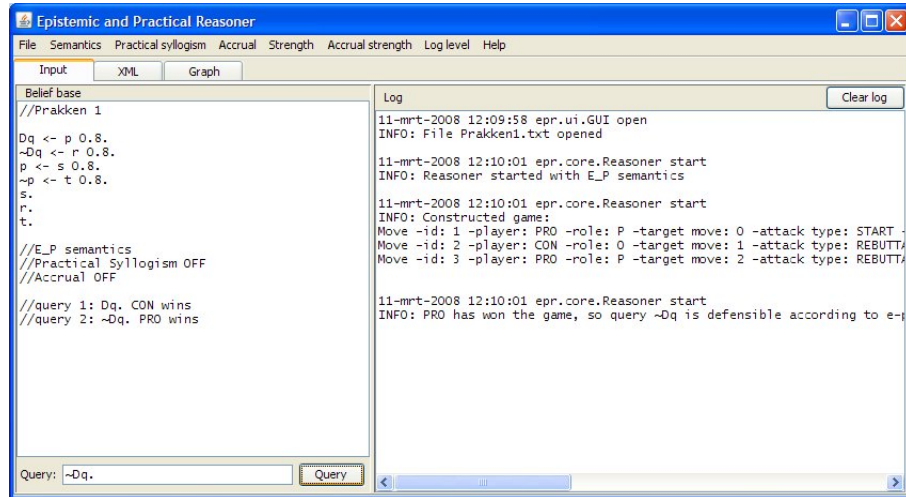 Epistemic and Practical Reasoner
File Semantics Practical syllogism Accrual Strength Accrual strength Log level Help
Input XML Graph
Belief base
//Prakken 1
Dq <- p 0.8.
~Dq <- r 0.8.
p <- s 0.8.
~p <- t 0.8.
s.
r.
t.
//E_P semantics
//Practical Syllogism OFF
//Accrual OFF
//query 1: Dq. CON wins
//query 2: ~Dq. PRO wins
Query: ~Dq. Query
Log Clear log
11-mrt-2008 12:09:58 epr.ui.GUI open
INFO: File Prakken1.txt opened
11-mrt-2008 12:10:01 epr.core.Reasoner start
INFO: Reasoner started with E_P semantics
11-mrt-2008 12:10:01 epr.core.Reasoner start
INFO: Constructed game:
Move -id: 1 -player: PRO -role: P -target move: 0 -attack type: START -
Move -id: 2 -player: CON -role: O -target move: 1 -attack type: REBUTTA
Move -id: 3 -player: PRO -role: P -target move: 2 -attack type: REBUTTA
11-mrt-2008 12:10:01 epr.core.Reasoner start
INFO: PRO has won the game, so query ~Dq is defensible according to e-p